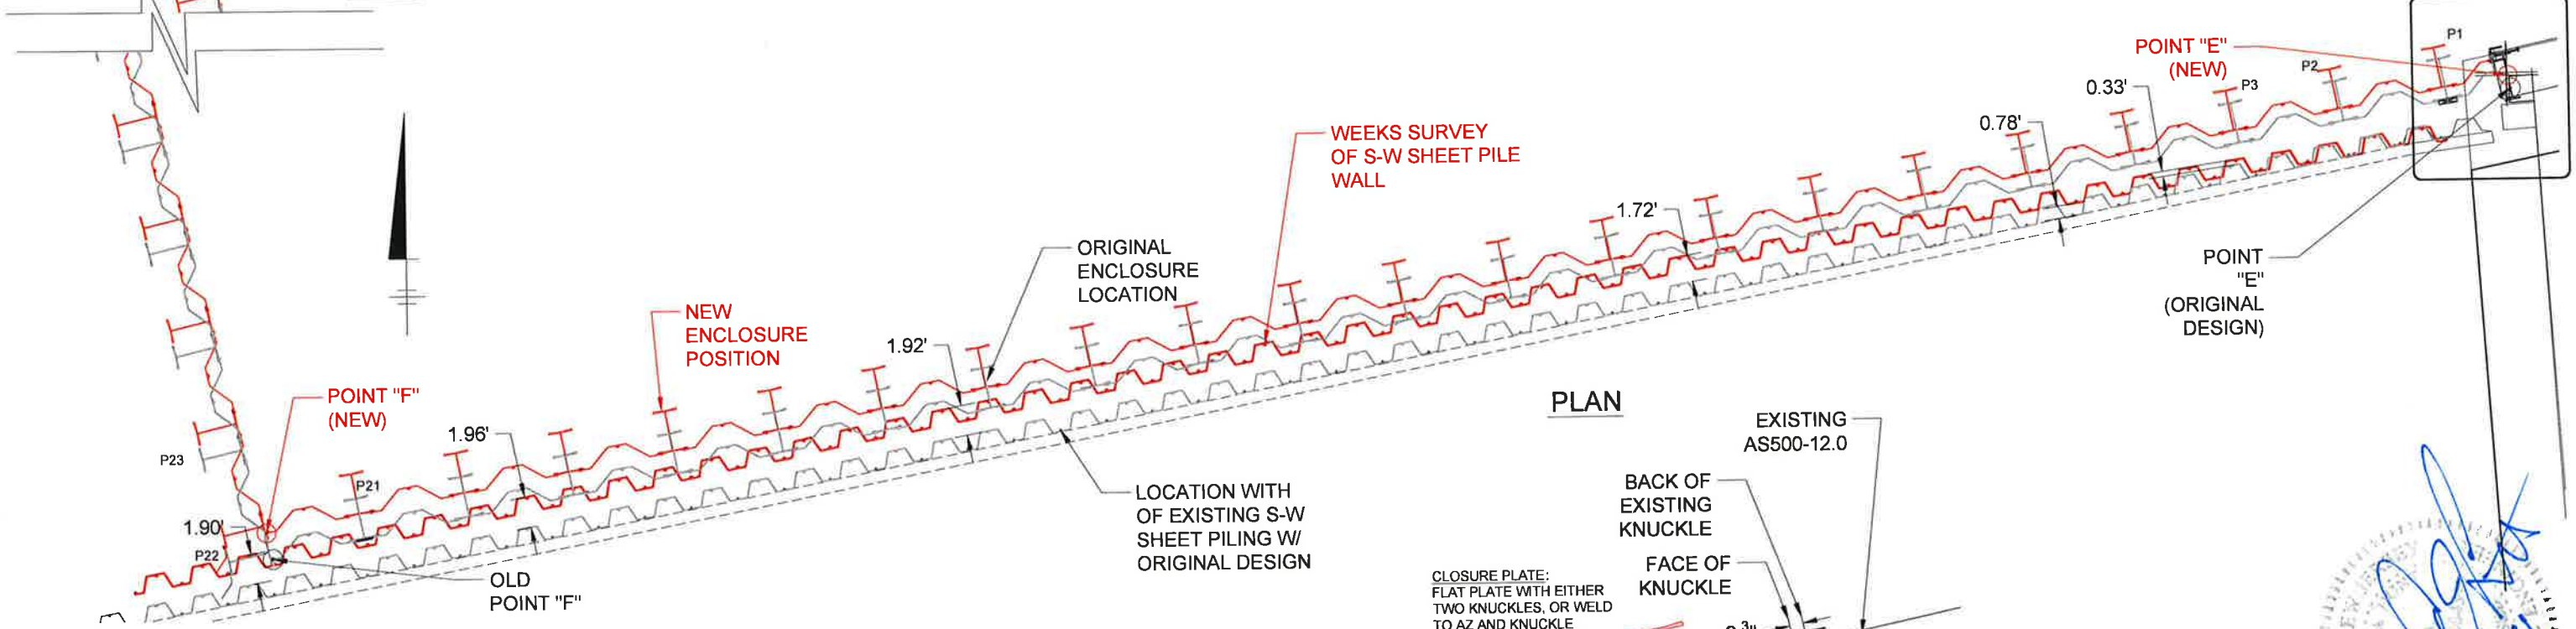 POINT "E"
(NEW)
P1
P2
P3
0.33'
0.78'
WEEKS SURVEY
OF S-W SHEET PILE
WALL
1.72'
POINT
"E"
(ORIGINAL
DESIGN)
ORIGINAL
ENCLOSURE
LOCATION
NEW
ENCLOSURE
POSITION
1.92'
POINT "F"
(NEW)
1.96'
P23
P21
1.90'
P22
OLD
POINT "F"
LOCATION WITH
OF EXISTING S-W
SHEET PILING W/
ORIGINAL DESIGN
PLAN
EXISTING
AS500-12.0
BACK OF
EXISTING
KNUCKLE
FACE OF
KNUCKLE
CLOSURE PLATE:
FLAT PLATE WITH EITHER
TWO KNUCKLES, OR WELD
TO AZ AND KNUCKLE